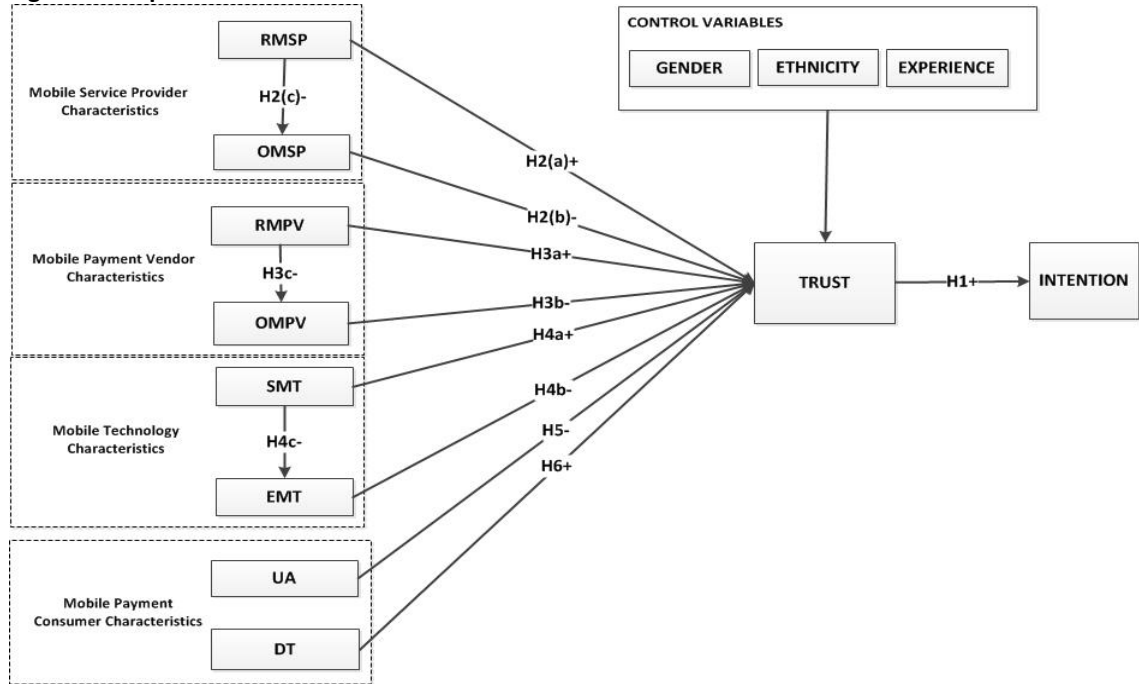 CONTROL VARIABLES
GENDER
ETHNICITY
EXPERIENCE
Mobile Service Provider
Characteristics
RMSP
H2(c)-
OMSP
H2(a)+
H2(b)-
Mobile Payment Vendor
Characteristics
RMPV
H3c-
OMPV
H3a+
H3b-
Mobile Technology
Characteristics
SMT
H4c-
EMT
H4a+
H4b-
Mobile Payment
Consumer Characteristics
UA
DT
H5-
H6+
TRUST
H1+
INTENTION